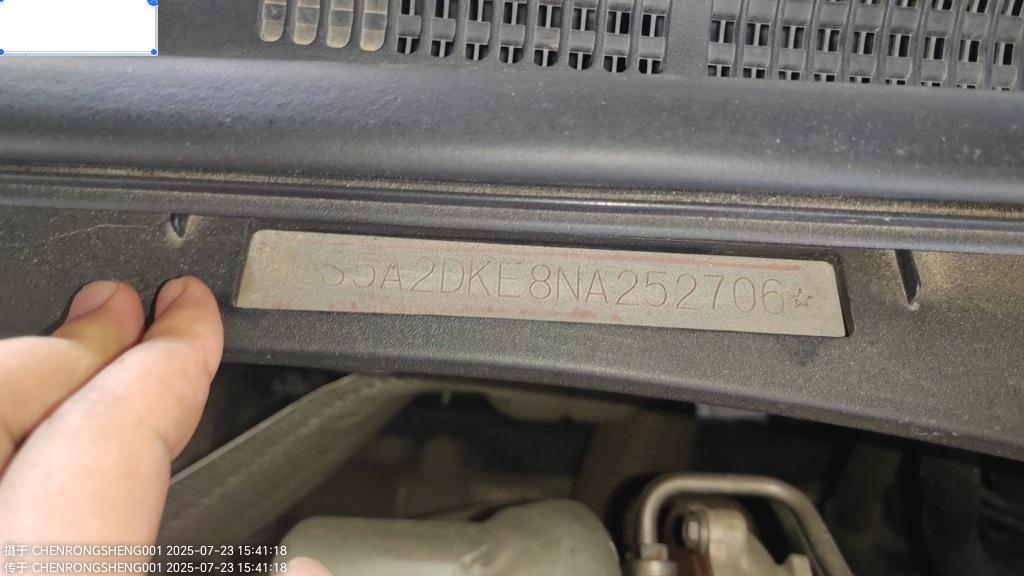 S5A2DKE8NA252706☆
摄于 CHENRONGSHENG001 2025-07-23 15:41:18
传于 CHENRONGSHENG001 2025-07-23 15:41:18